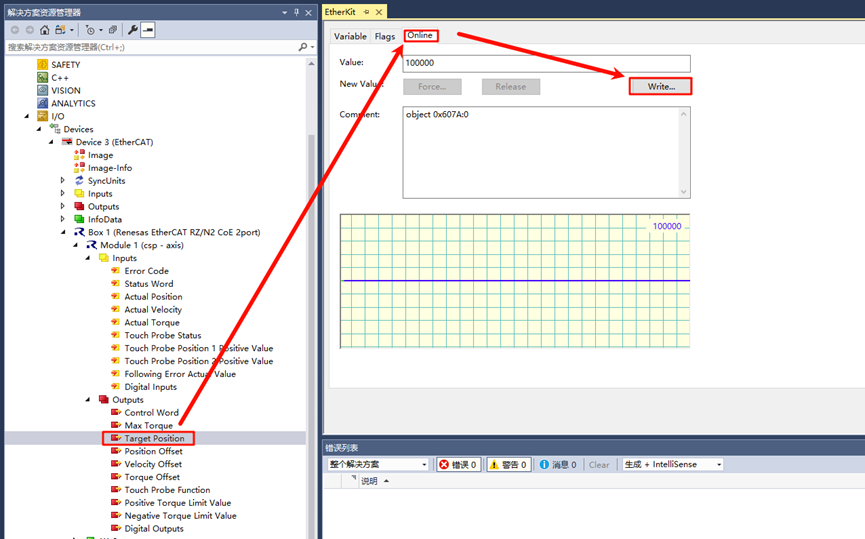 解决方案资源管理器
搜索解决方案资源管理器(Ctrl+;)
SAFETY
C++
VISION
ANALYTICS
I/O
Devices
Device 3 (EtherCAT)
Image
Image-Info
SyncUnits
Inputs
Outputs
InfoData
Box 1 (Renesas EtherCAT RZ/N2 CoE 2port)
Module 1 (csp - axis)
Inputs
Error Code
Status Word
Actual Position
Actual Velocity
Actual Torque
Touch Probe Status
Touch Probe Position 1 Positive Value
Touch Probe Position 2 Positive Value
Following Error Actual Value
Digital Inputs
Outputs
Control Word
Max Torque
Target Position
Position Offset
Velocity Offset
Torque Offset
Touch Probe Function
Positive Torque Limit Value
Negative Torque Limit Value
Digital Outputs
EtherKit
Variable Flags Online
Value: 100000
New Value: Force... Release Write...
Comment: object 0x607A:0
100000
错误列表
整个解决方案 错误 0 警告 0 消息 0 Clear 生成 + IntelliSense
说明